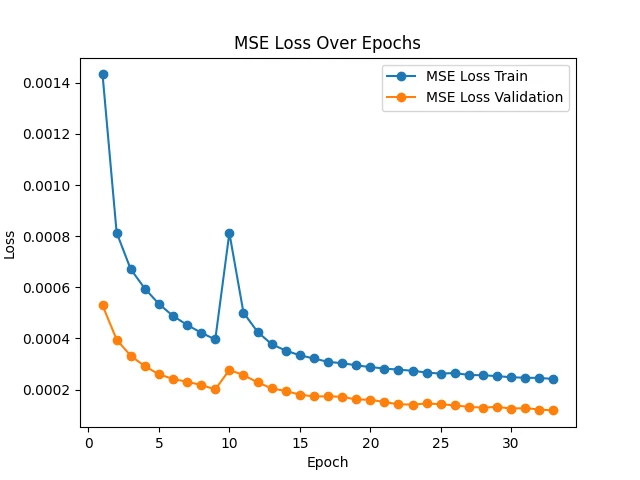 MSE Loss Over Epochs
MSE Loss Train
MSE Loss Validation
Loss
0.0014
0.0012
0.0010
0.0008
0.0006
0.0004
0.0002
0 5 10 15 20 25 30
Epoch